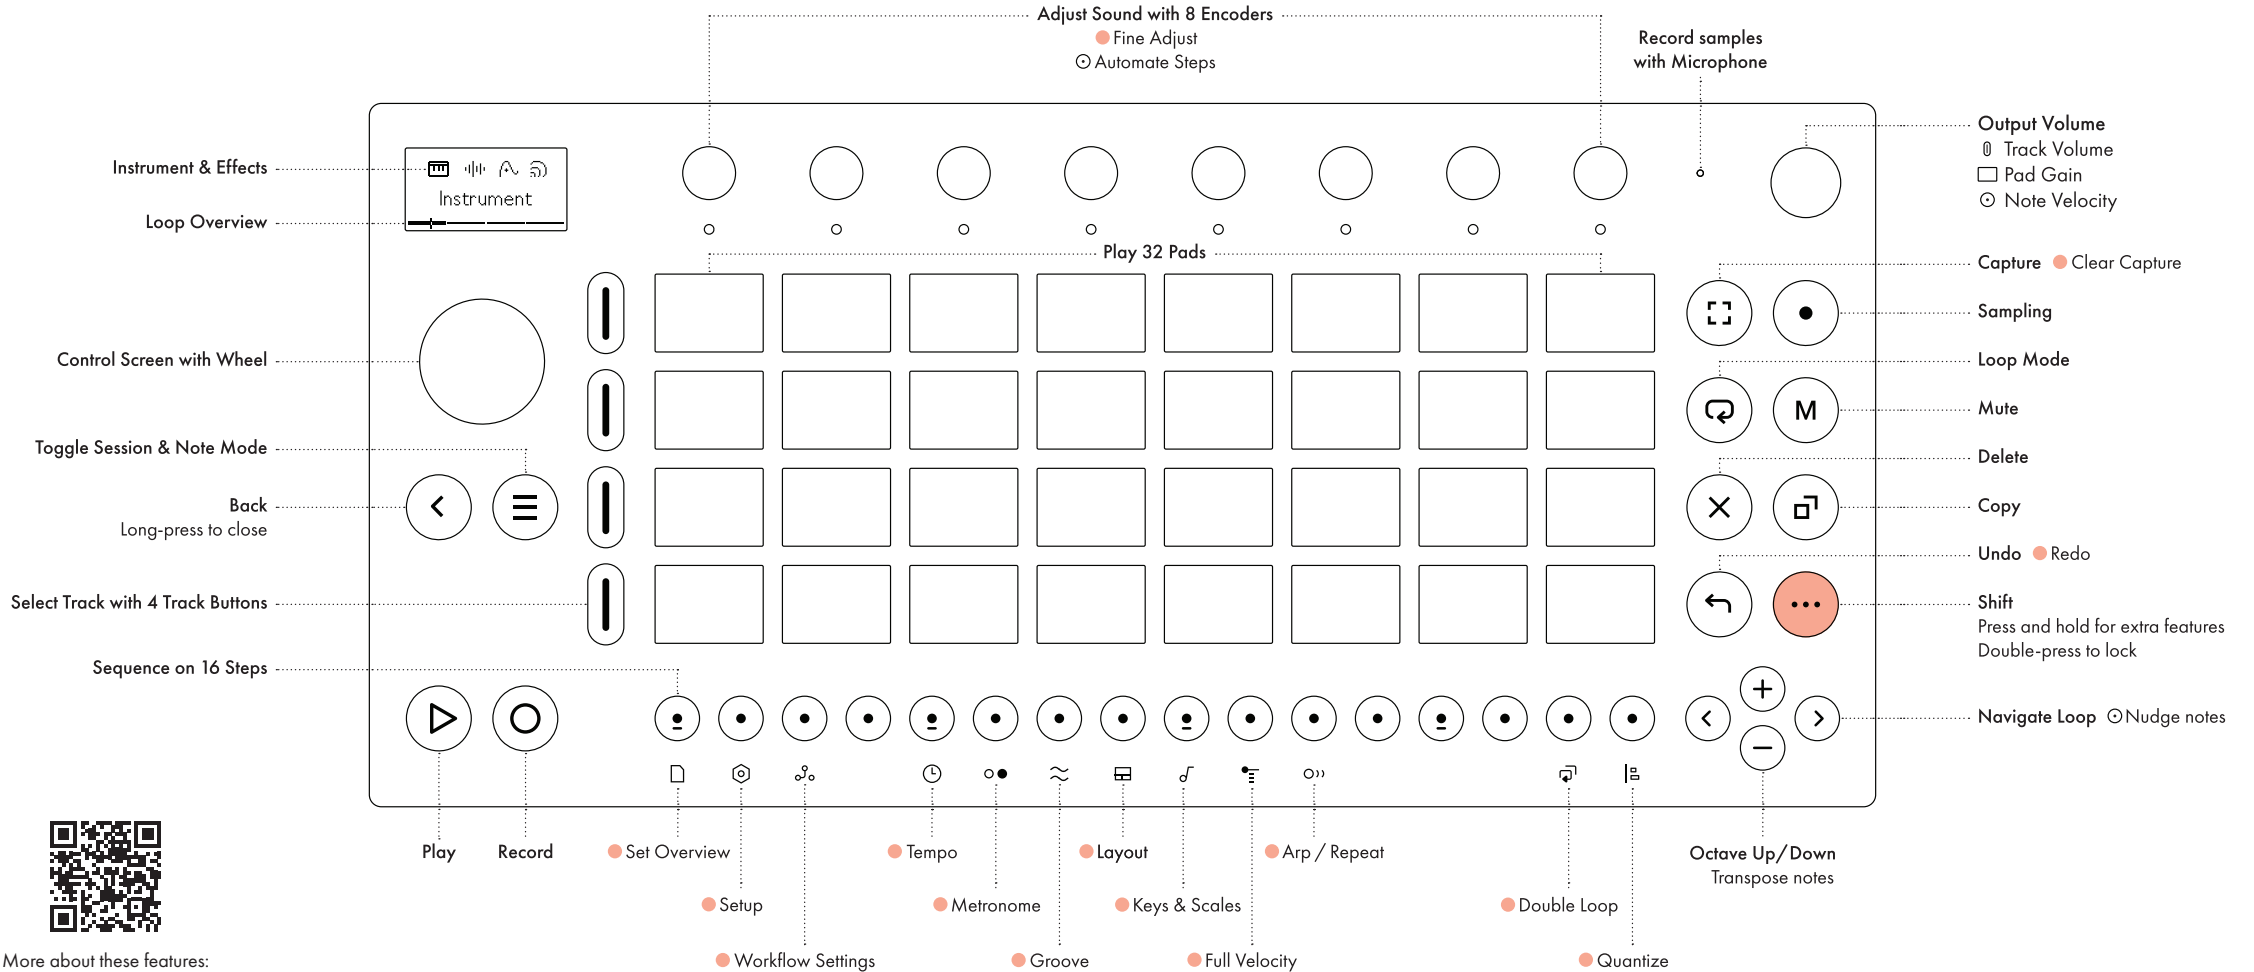 Adjust Sound with 8 Encoders
Fine Adjust
Automate Steps
Record samples
with Microphone
Output Volume
Track Volume
Pad Gain
Note Velocity
Instrument & Effects
Instrument
Loop Overview
Play 32 Pads
Capture Clear Capture
Sampling
Control Screen with Wheel
Loop Mode
M
Mute
Toggle Session & Note Mode
Delete
Back
Long-press to close
Copy
Undo Redo
Select Track with 4 Track Buttons
Shift
Press and hold for extra features
Double-press to lock
Sequence on 16 Steps
Navigate Loop Nudge notes
Play
Record
Set Overview
Tempo
Layout
Arp / Repeat
Octave Up/Down
Transpose notes
Setup
Metronome
Keys & Scales
Double Loop
More about these features:
Workflow Settings
Groove
Full Velocity
Quantize